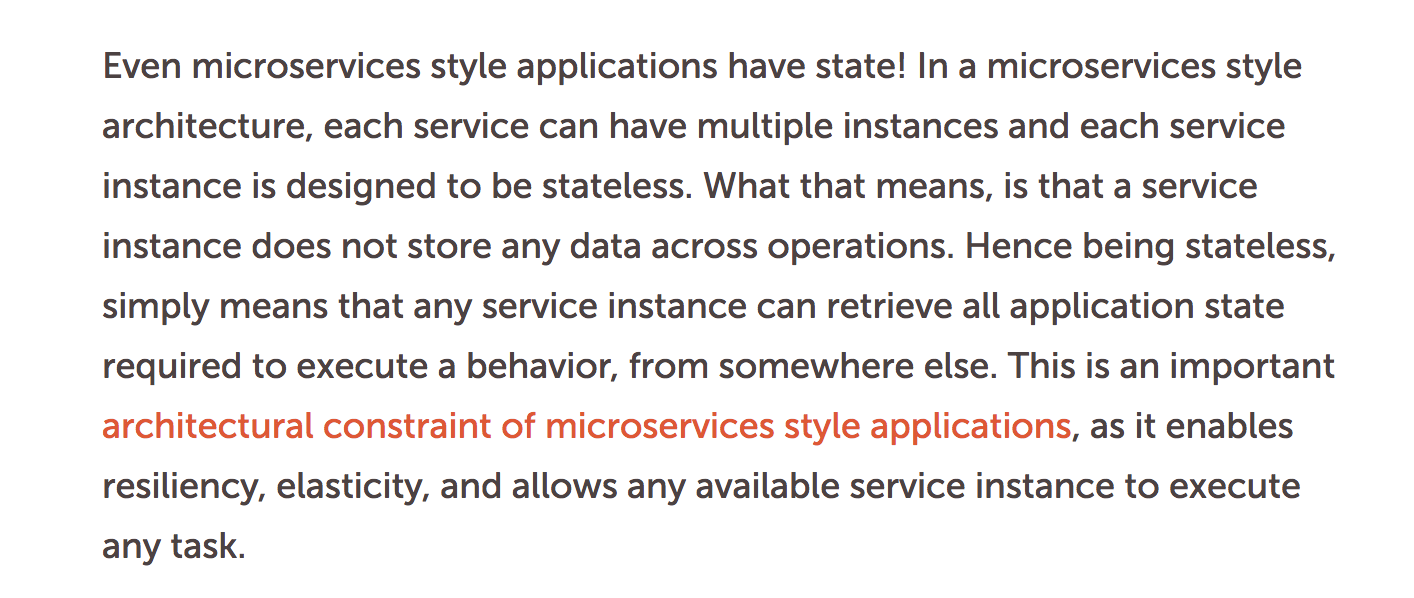 Even microservices style applications have state! In a microservices style
architecture, each service can have multiple instances and each service
instance is designed to be stateless. What that means, is that a service
instance does not store any data across operations. Hence being stateless,
simply means that any service instance can retrieve all application state
required to execute a behavior, from somewhere else. This is an important
architectural constraint of microservices style applications, as it enables
resiliency, elasticity, and allows any available service instance to execute
any task.